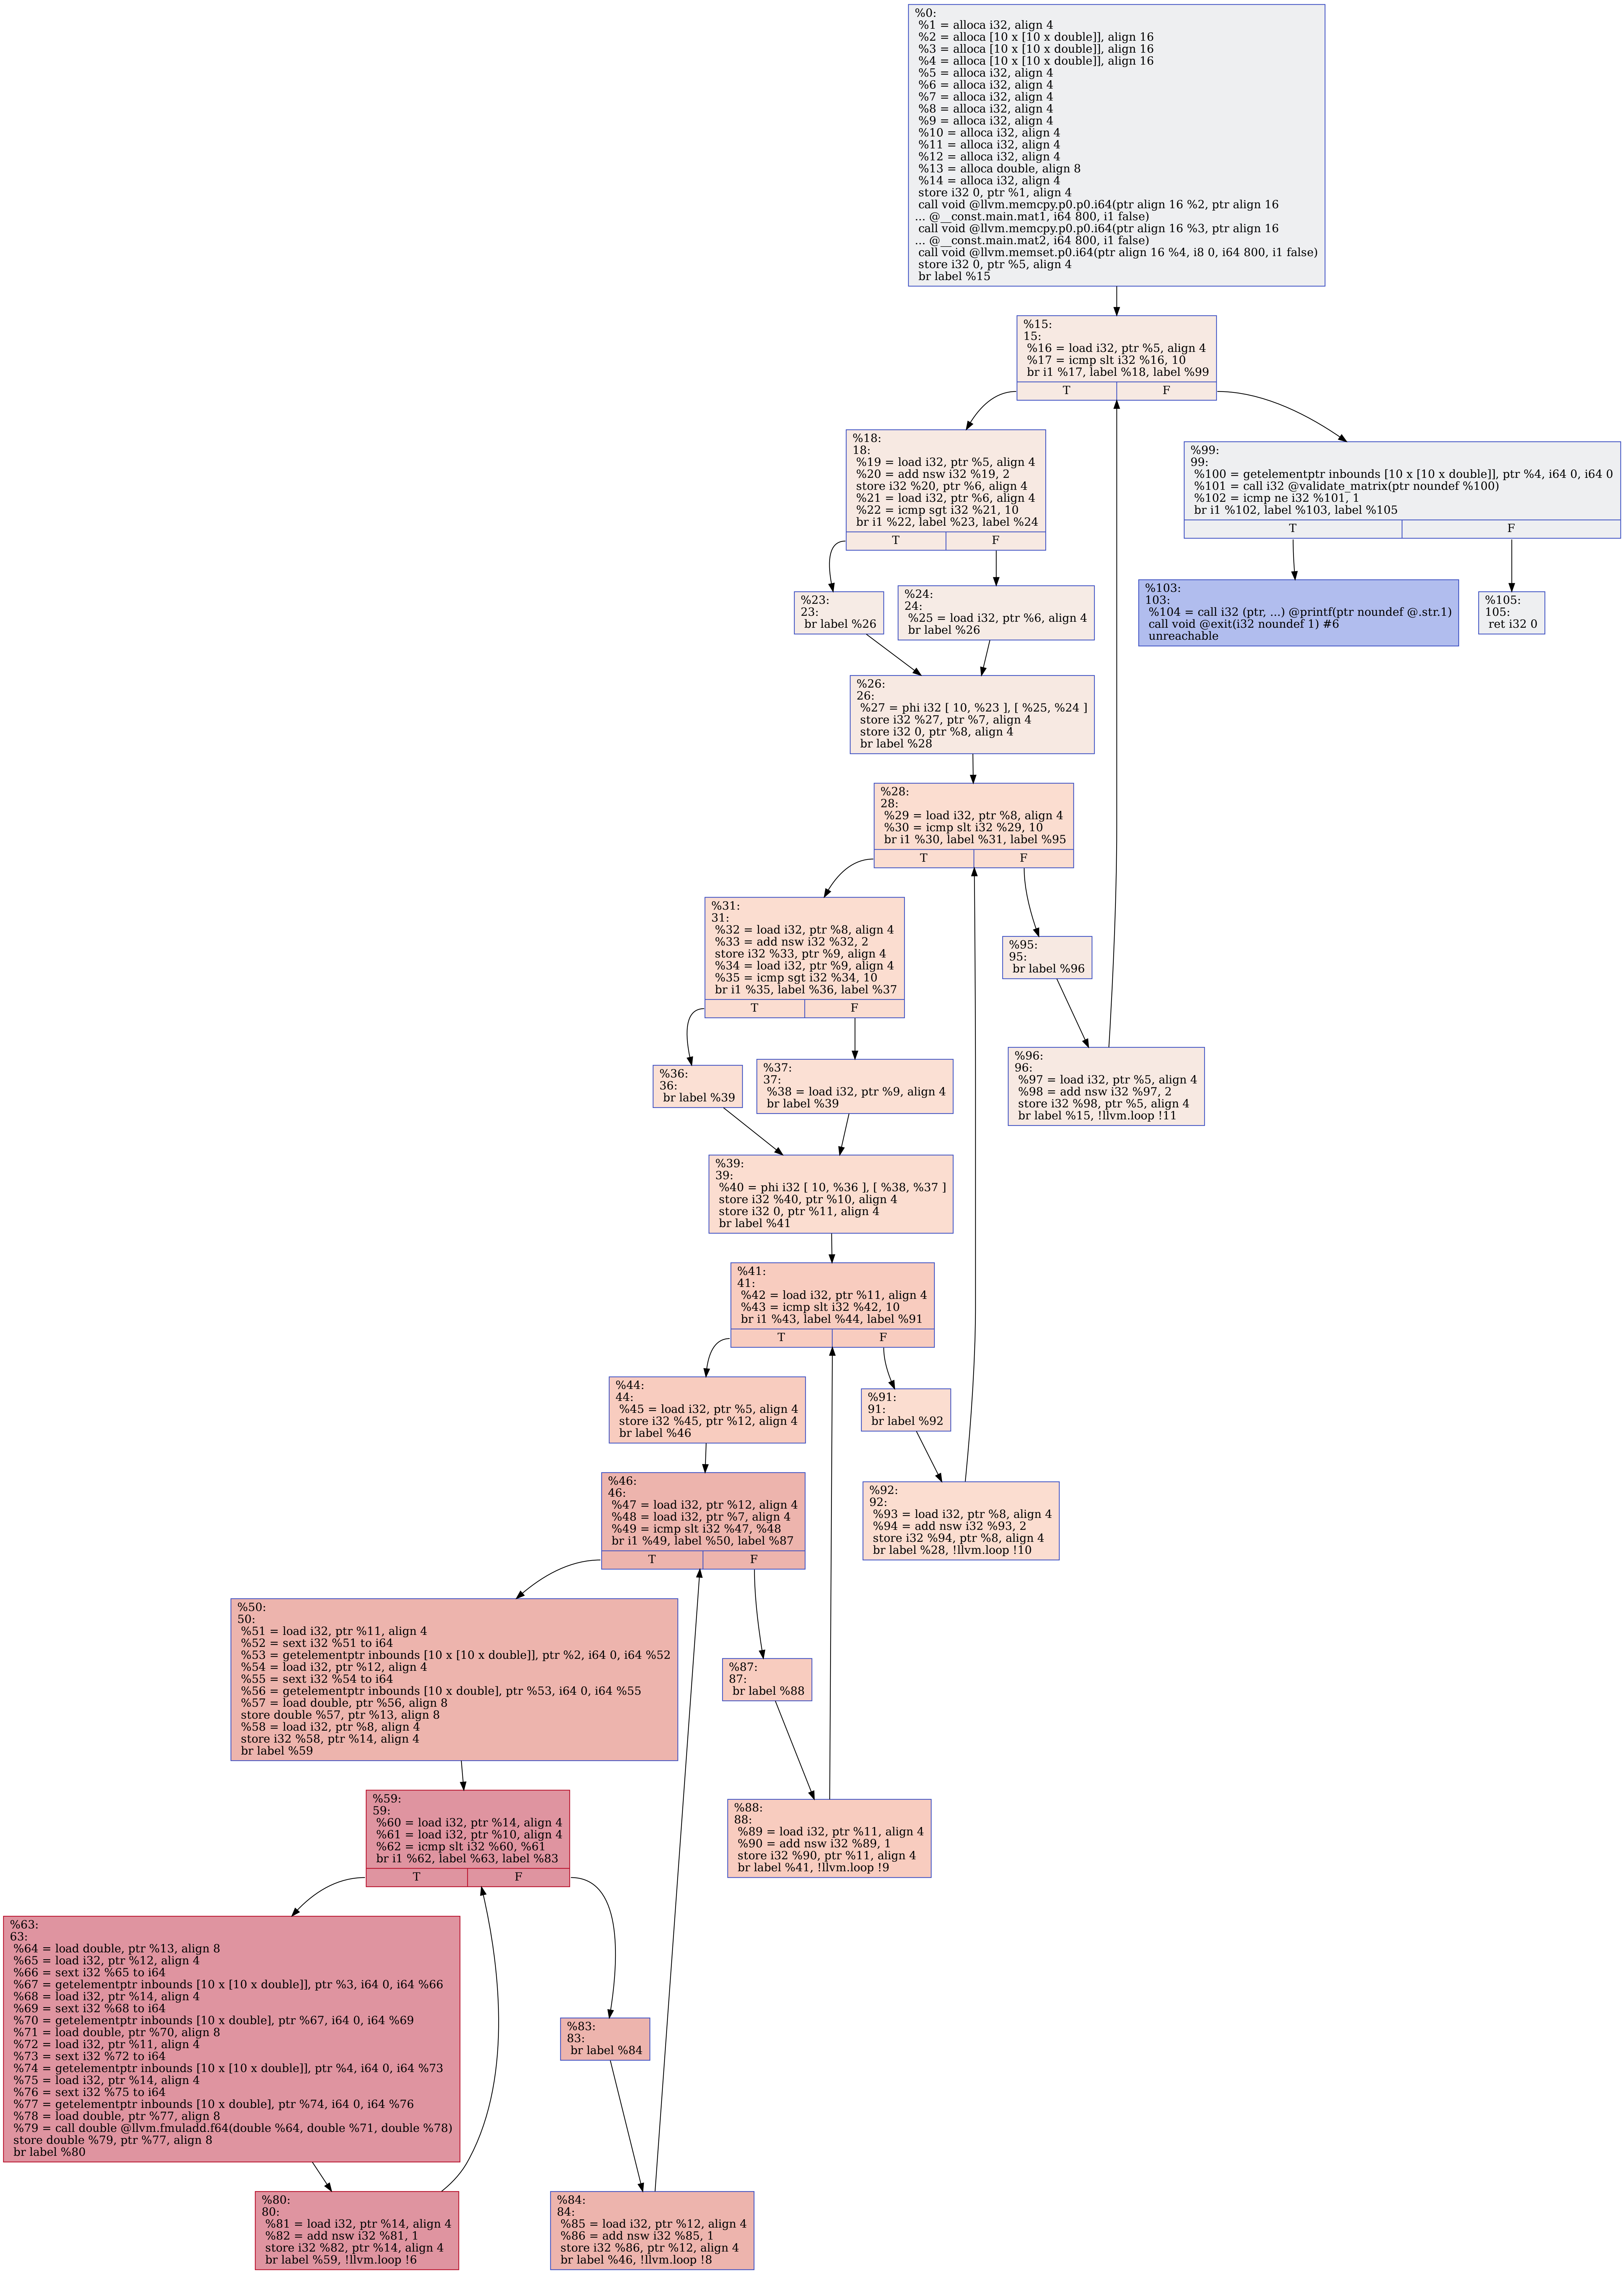 %0:
%1 = alloca i32, align 4
%2 = alloca [10 x [10 x double]], align 16
%3 = alloca [10 x [10 x double]], align 16
%4 = alloca [10 x [10 x double]], align 16
%5 = alloca i32, align 4
%6 = alloca i32, align 4
%7 = alloca i32, align 4
%8 = alloca i32, align 4
%9 = alloca i32, align 4
%10 = alloca i32, align 4
%11 = alloca i32, align 4
%12 = alloca i32, align 4
%13 = alloca double, align 8
%14 = alloca i32, align 4
store i32 0, ptr %1, align 4
call void @llvm.memcpy.p0.p0.i64(ptr align 16 %2, ptr align 16
... @__const.main.mat1, i64 800, i1 false)
call void @llvm.memcpy.p0.p0.i64(ptr align 16 %3, ptr align 16
... @__const.main.mat2, i64 800, i1 false)
call void @llvm.memset.p0.i64(ptr align 16 %4, i8 0, i64 800, i1 false)
store i32 0, ptr %5, align 4
br label %15
%15:
15:
%16 = load i32, ptr %5, align 4
%17 = icmp slt i32 %16, 10
br i1 %17, label %18, label %99
T F
%18:
18:
%19 = load i32, ptr %5, align 4
%20 = add nsw i32 %19, 2
store i32 %20, ptr %6, align 4
%21 = load i32, ptr %6, align 4
%22 = icmp sgt i32 %21, 10
br i1 %22, label %23, label %24
T F
%99:
99:
%100 = getelementptr inbounds [10 x [10 x double]], ptr %4, i64 0, i64 0
%101 = call i32 @validate_matrix(ptr noundef %100)
%102 = icmp ne i32 %101, 1
br i1 %102, label %103, label %105
T F
%23:
23:
br label %26
%24:
24:
%25 = load i32, ptr %6, align 4
br label %26
%103:
103:
%104 = call i32 (ptr, ...) @printf(ptr noundef @.str.1)
call void @exit(i32 noundef 1) #6
unreachable
%105:
105:
ret i32 0
%26:
26:
%27 = phi i32 [ 10, %23 ], [ %25, %24 ]
store i32 %27, ptr %7, align 4
store i32 0, ptr %8, align 4
br label %28
%28:
28:
%29 = load i32, ptr %8, align 4
%30 = icmp slt i32 %29, 10
br i1 %30, label %31, label %95
T F
%31:
31:
%32 = load i32, ptr %8, align 4
%33 = add nsw i32 %32, 2
store i32 %33, ptr %9, align 4
%34 = load i32, ptr %9, align 4
%35 = icmp sgt i32 %34, 10
br i1 %35, label %36, label %37
T F
%95:
95:
br label %96
%36:
36:
br label %39
%37:
37:
%38 = load i32, ptr %9, align 4
br label %39
%96:
96:
%97 = load i32, ptr %5, align 4
%98 = add nsw i32 %97, 2
store i32 %98, ptr %5, align 4
br label %15, !llvm.loop !11
%39:
39:
%40 = phi i32 [ 10, %36 ], [ %38, %37 ]
store i32 %40, ptr %10, align 4
store i32 0, ptr %11, align 4
br label %41
%41:
41:
%42 = load i32, ptr %11, align 4
%43 = icmp slt i32 %42, 10
br i1 %43, label %44, label %91
T F
%44:
44:
%45 = load i32, ptr %5, align 4
store i32 %45, ptr %12, align 4
br label %46
%91:
91:
br label %92
%46:
46:
%47 = load i32, ptr %12, align 4
%48 = load i32, ptr %7, align 4
%49 = icmp slt i32 %47, %48
br i1 %49, label %50, label %87
T F
%92:
92:
%93 = load i32, ptr %8, align 4
%94 = add nsw i32 %93, 2
store i32 %94, ptr %8, align 4
br label %28, !llvm.loop !10
%50:
50:
%51 = load i32, ptr %11, align 4
%52 = sext i32 %51 to i64
%53 = getelementptr inbounds [10 x [10 x double]], ptr %2, i64 0, i64 %52
%54 = load i32, ptr %12, align 4
%55 = sext i32 %54 to i64
%56 = getelementptr inbounds [10 x double], ptr %53, i64 0, i64 %55
%57 = load double, ptr %56, align 8
store double %57, ptr %13, align 8
%58 = load i32, ptr %8, align 4
store i32 %58, ptr %14, align 4
br label %59
%87:
87:
br label %88
%59:
59:
%60 = load i32, ptr %14, align 4
%61 = load i32, ptr %10, align 4
%62 = icmp slt i32 %60, %61
br i1 %62, label %63, label %83
T F
%88:
88:
%89 = load i32, ptr %11, align 4
%90 = add nsw i32 %89, 1
store i32 %90, ptr %11, align 4
br label %41, !llvm.loop !9
%63:
63:
%64 = load double, ptr %13, align 8
%65 = load i32, ptr %12, align 4
%66 = sext i32 %65 to i64
%67 = getelementptr inbounds [10 x [10 x double]], ptr %3, i64 0, i64 %66
%68 = load i32, ptr %14, align 4
%69 = sext i32 %68 to i64
%70 = getelementptr inbounds [10 x double], ptr %67, i64 0, i64 %69
%71 = load double, ptr %70, align 8
%72 = load i32, ptr %11, align 4
%73 = sext i32 %72 to i64
%74 = getelementptr inbounds [10 x [10 x double]], ptr %4, i64 0, i64 %73
%75 = load i32, ptr %14, align 4
%76 = sext i32 %75 to i64
%77 = getelementptr inbounds [10 x double], ptr %74, i64 0, i64 %76
%78 = load double, ptr %77, align 8
%79 = call double @llvm.fmuladd.f64(double %64, double %71, double %78)
store double %79, ptr %77, align 8
br label %80
%83:
83:
br label %84
%80:
80:
%81 = load i32, ptr %14, align 4
%82 = add nsw i32 %81, 1
store i32 %82, ptr %14, align 4
br label %59, !llvm.loop !6
%84:
84:
%85 = load i32, ptr %12, align 4
%86 = add nsw i32 %85, 1
store i32 %86, ptr %12, align 4
br label %46, !llvm.loop !8